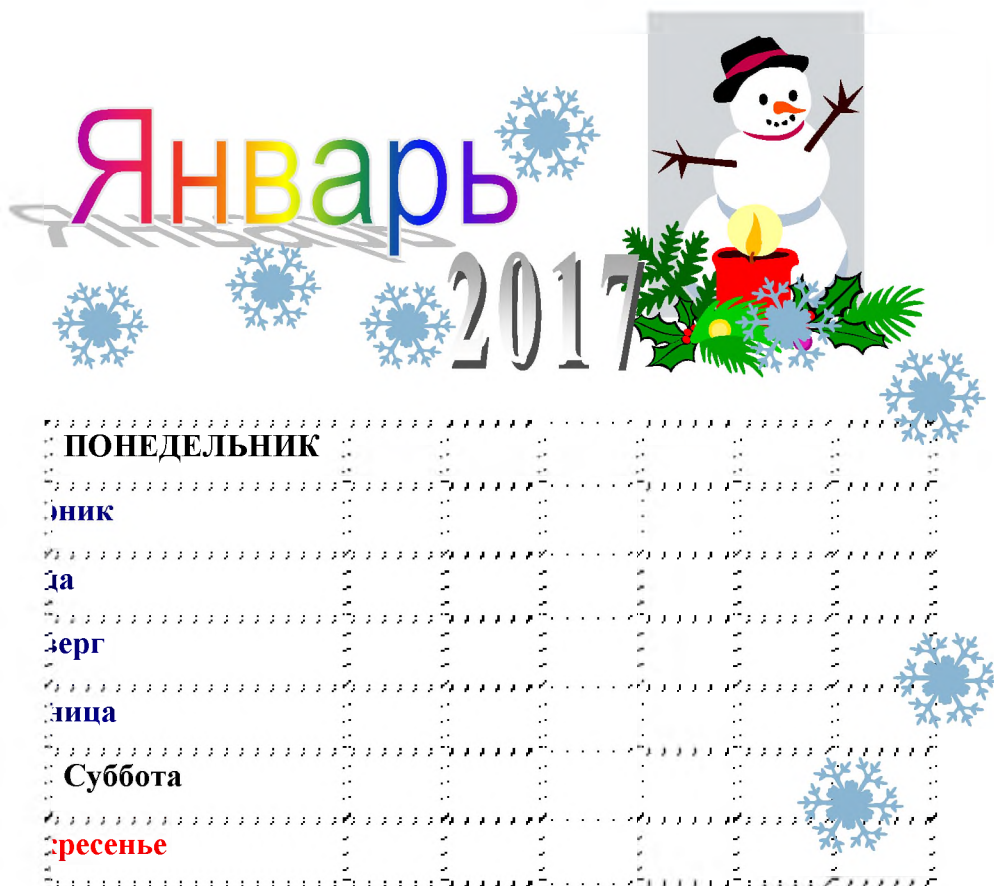 Январь
2017
ПОНЕДЕЛЬНИК
рник
да
верг
ница
Суббота
кресенье